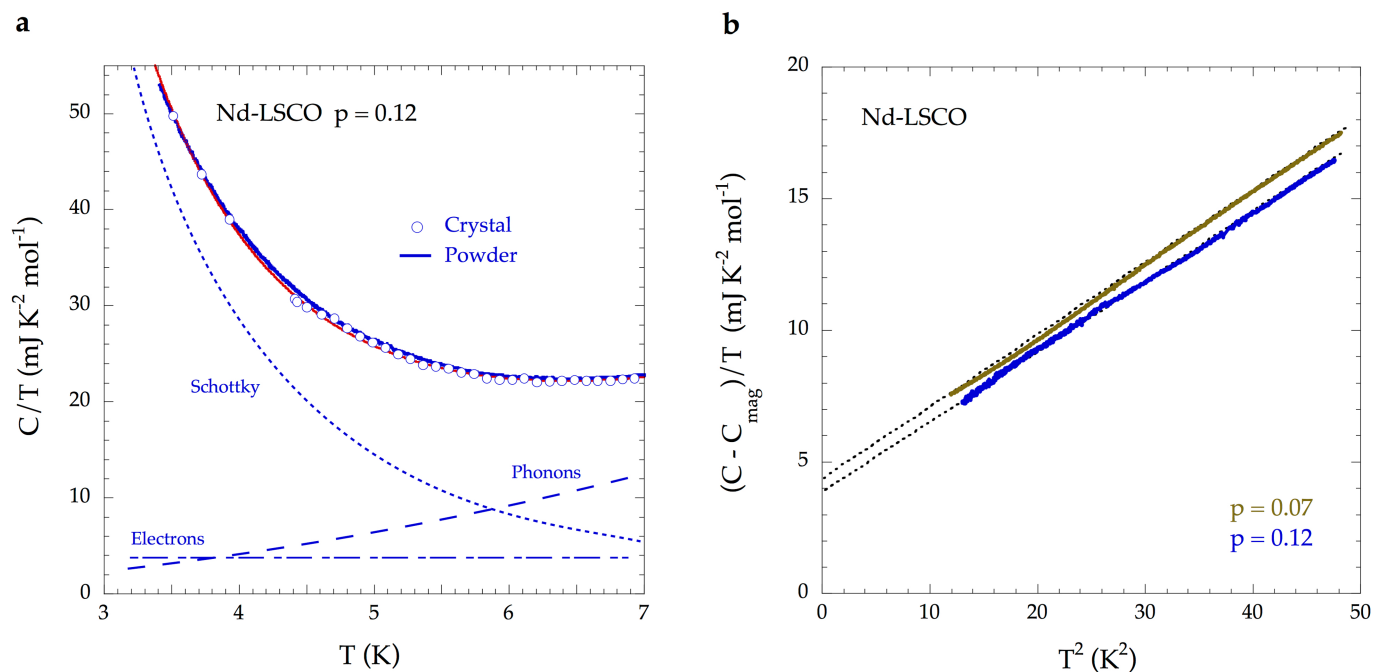 a
Nd-LSCO p = 0.12
Crystal
Powder
Schottky
Phonons
Electrons
C/T (mJ K⁻² mol⁻¹)
50
40
30
20
10
0
3 4 5 6 7
T (K)
b
Nd-LSCO
p = 0.07
p = 0.12
(C - C_mag)/T (mJ K⁻² mol⁻¹)
20
15
10
5
0
0 10 20 30 40 50
T² (K²)